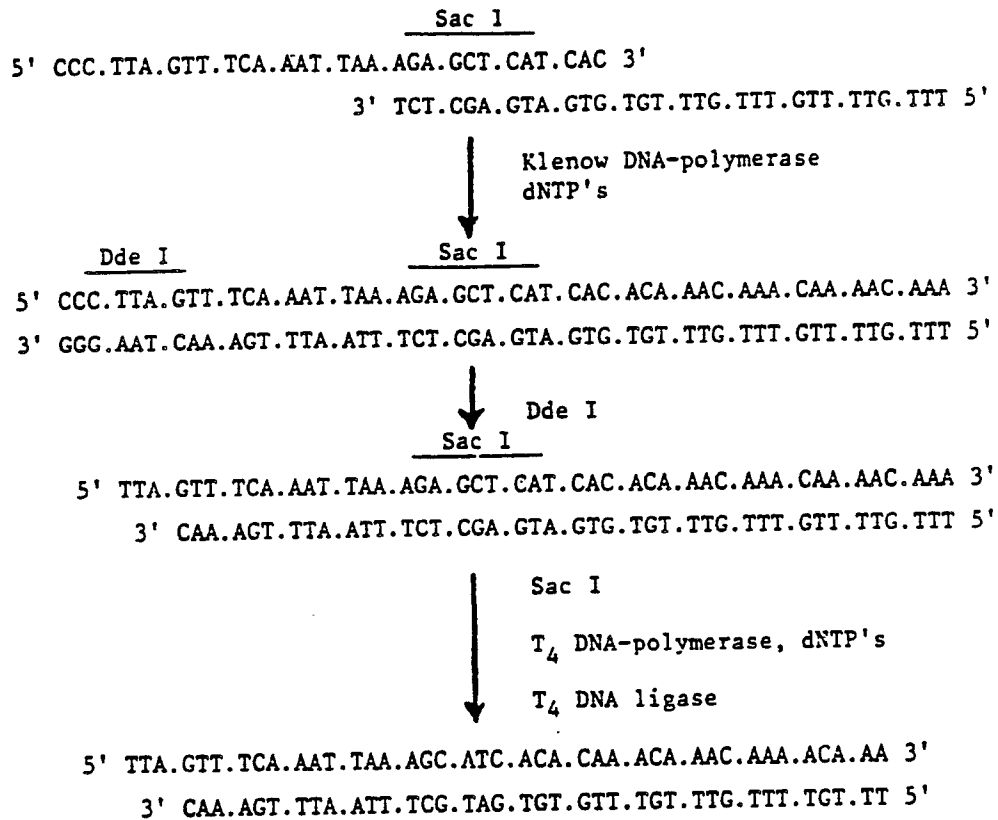 Sac 1
5' CCC.TTA.GTT.TCA.AAT.TAA.AGA.GCT.CAT.CAC 3'
3' TCT.CGA.GTA.GTG.TGT.TTG.TTT.GTT.TTG.TTT 5'
Klenow DNA-polymerase
dNTP's
Dde I Sac I
5' CCC.TTA.GTT.TCA.AAT.TAA.AGA.GCT.CAT.CAC.ACA.AAC.AAA.CAA.AAC.AAA 3'
3' GGG.AAT.CAA.AGT.TTA.ATT.TCT.CGA.GTA.GTG.TGT.TTG.TTT.GTT.TTG.TTT 5'
Dde I
Sac I
5' TTA.GTT.TCA.AAT.TAA.AGA.GCT.CAT.CAC.ACA.AAC.AAA.CAA.AAC.AAA 3'
3' CAA.AGT.TTA.ATT.TCT.CGA.GTA.GTG.TGT.TTG.TTT.GTT.TTG.TTT 5'
Sac I
T4 DNA-polymerase, dNTP's
T4 DNA ligase
5' TTA.GTT.TCA.AAT.TAA.AGC.ATC.ACA.CAA.ACA.AAC.AAA.ACA.AA 3'
3' CAA.AGT.TTA.ATT.TCG.TAG.TGT.GTT.TGT.TTG.TTT.TGT.TT 5'